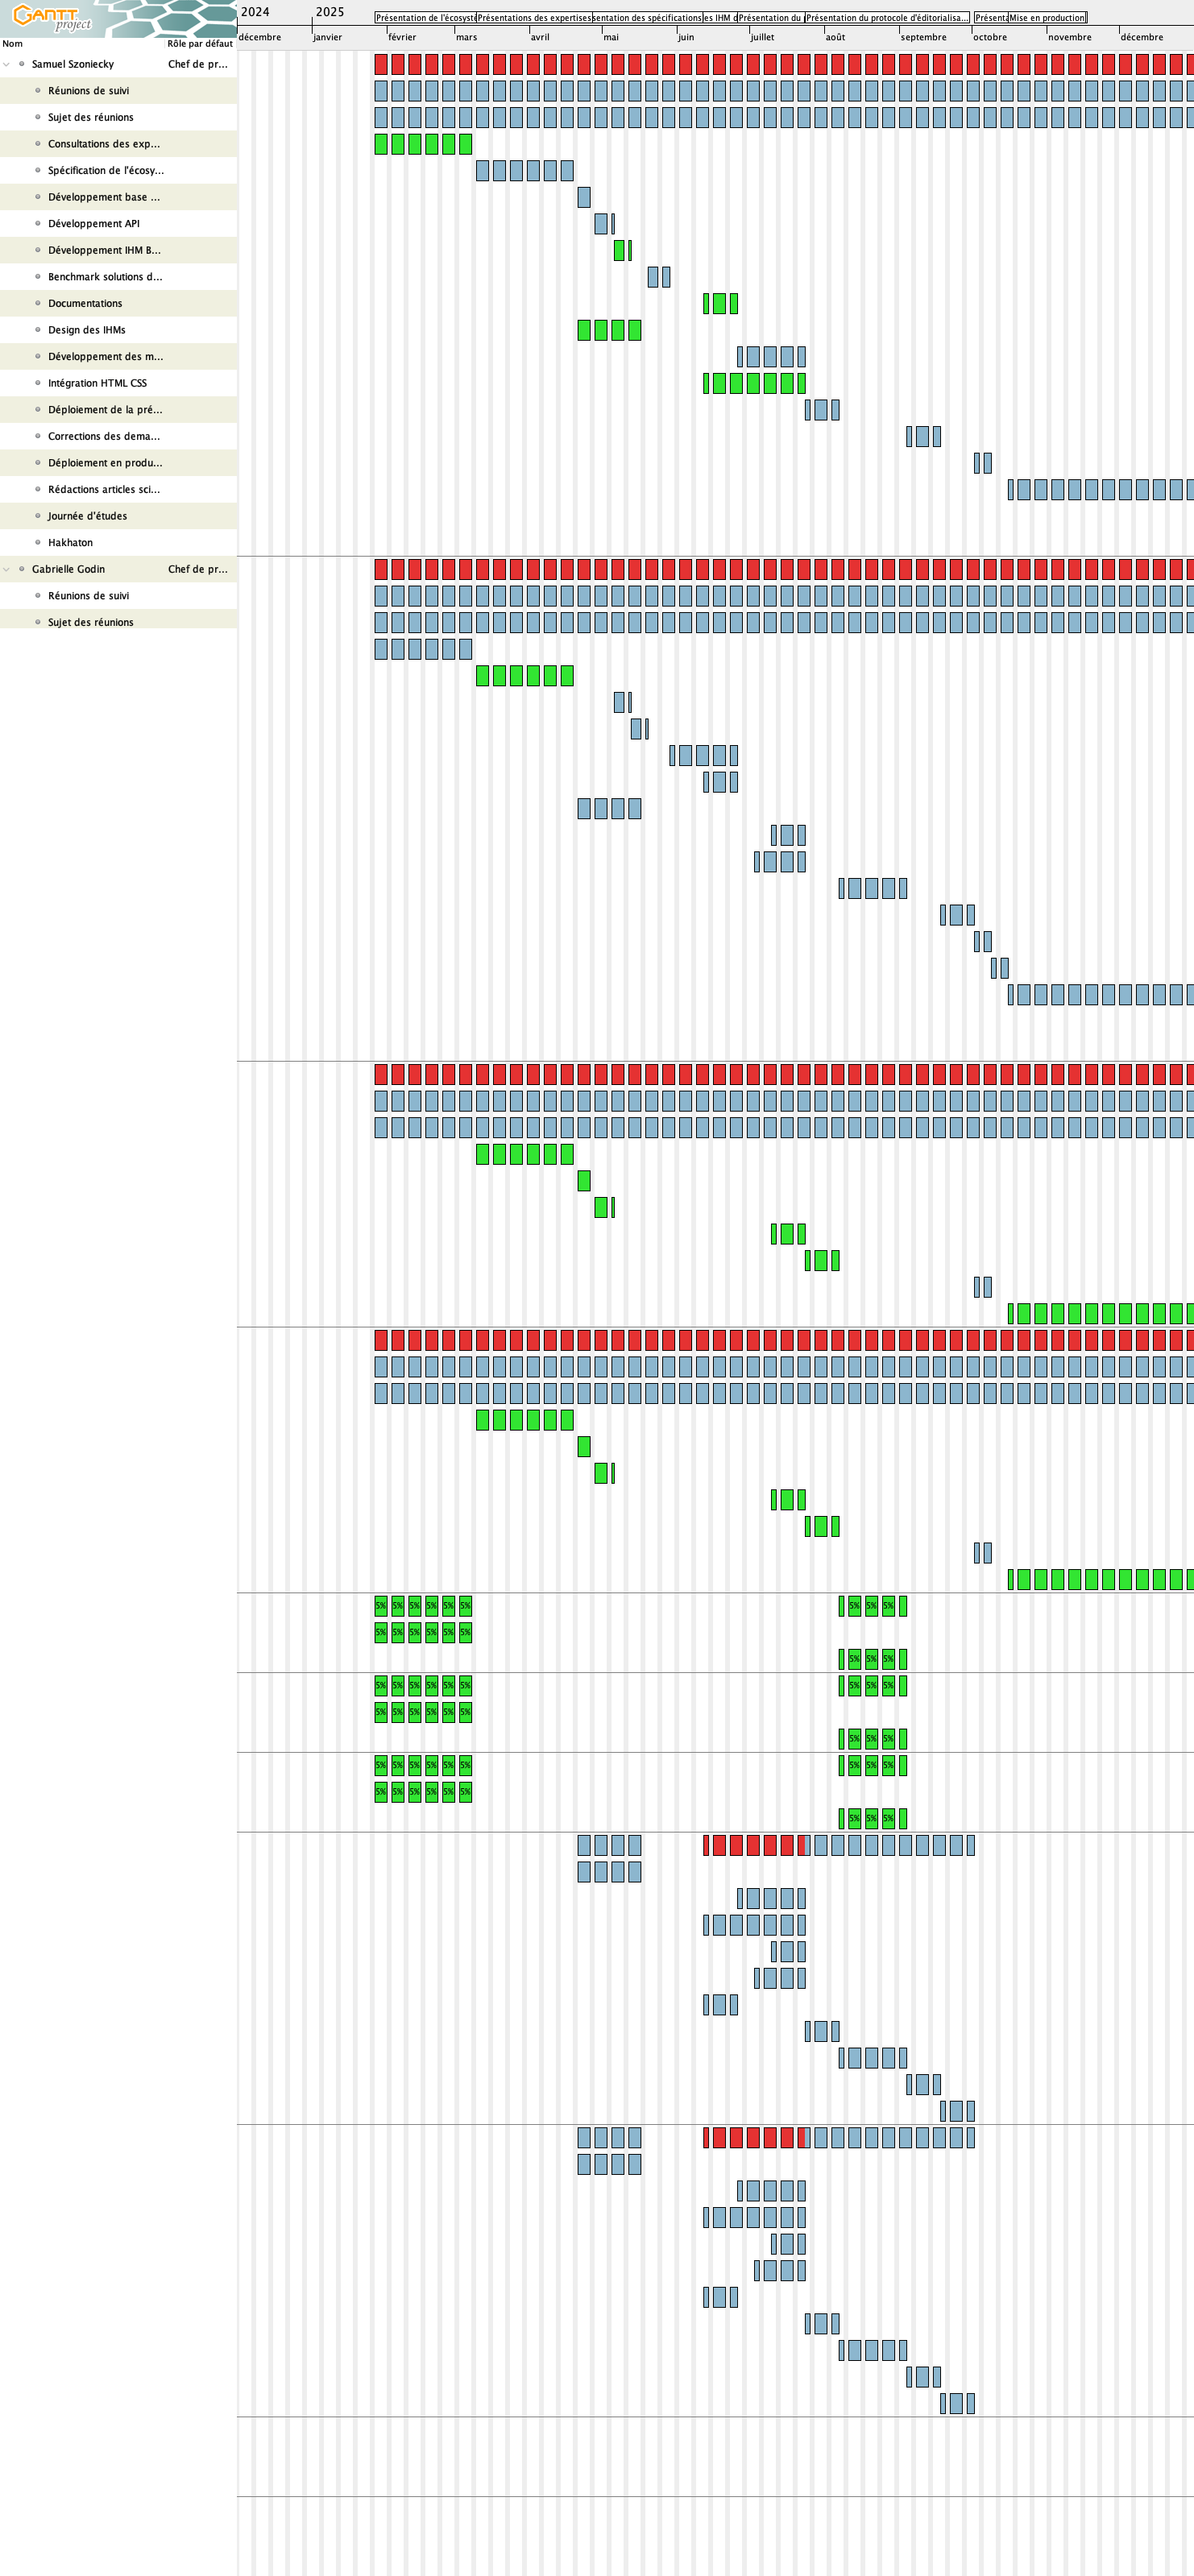 GANTT
project
2024
2025
Présentation de l'écosyst
Présentations des expertises
sentation des spécifications
es IHM
Présentation du
Présentation du protocole d'éditorialisa...
Présent
Mise en production
décembre
janvier
février
mars
avril
mai
juin
juillet
août
septembre
octobre
novembre
décembre
Nom
Rôle par défaut
Samuel Szoniecky
Chef de pr...
Réunions de suivi
Sujet des réunions
Consultations des exp...
Spécification de l'écosy...
Développement base ...
Développement API
Développement IHM B...
Benchmark solutions d...
Documentations
Design des IHMs
Développement des m...
Intégration HTML CSS
Déploiement de la pré...
Corrections des dema...
Déploiement en produ...
Rédactions articles sci...
Journée d'études
Hakhaton
Gabrielle Godin
Chef de pr...
Réunions de suivi
Sujet des réunions
5% 5% 5% 5% 5% 5% 5% 5% 5%
5% 5% 5% 5% 5% 5%
5% 5% 5%
5% 5% 5% 5% 5% 5% 5% 5% 5%
5% 5% 5% 5% 5% 5%
5% 5% 5%
5% 5% 5% 5% 5% 5% 5% 5% 5%
5% 5% 5% 5% 5% 5%
5% 5% 5%